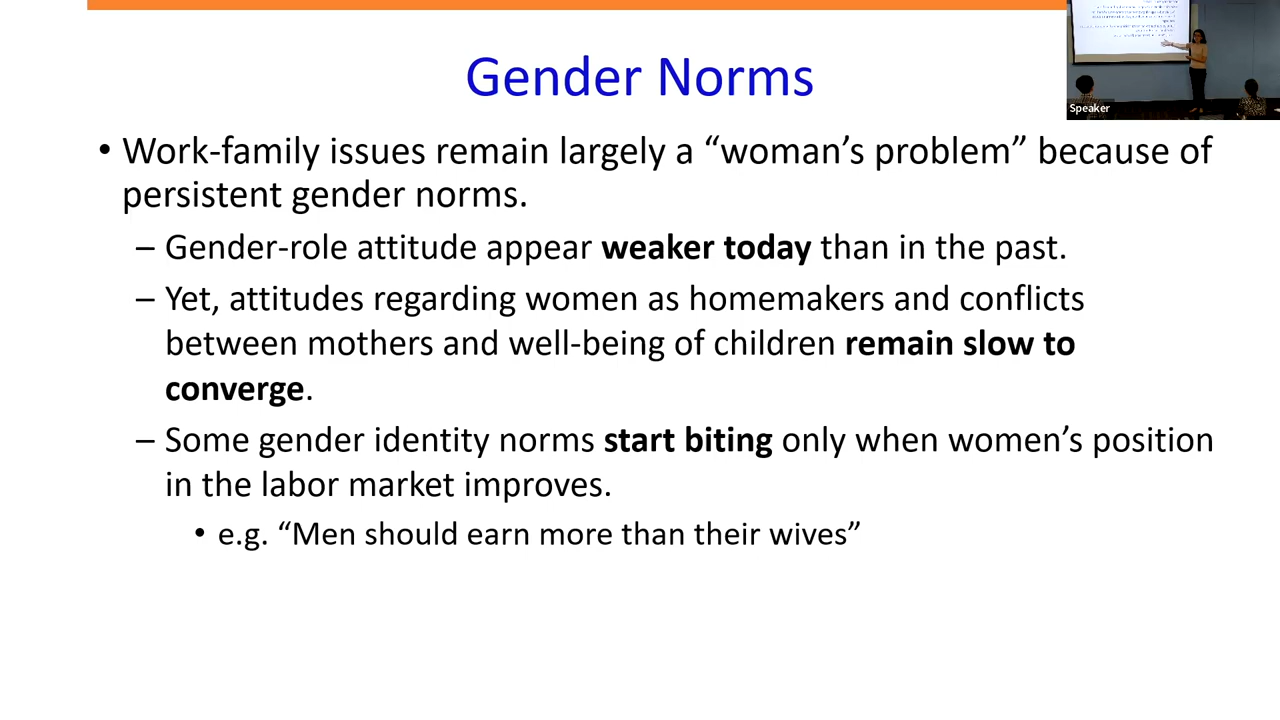 Gender Norms
Speaker
• Work-family issues remain largely a “woman’s problem” because of
persistent gender norms.
– Gender-role attitude appear weaker today than in the past.
– Yet, attitudes regarding women as homemakers and conflicts
between mothers and well-being of children remain slow to
converge.
– Some gender identity norms start biting only when women’s position
in the labor market improves.
• e.g. “Men should earn more than their wives”